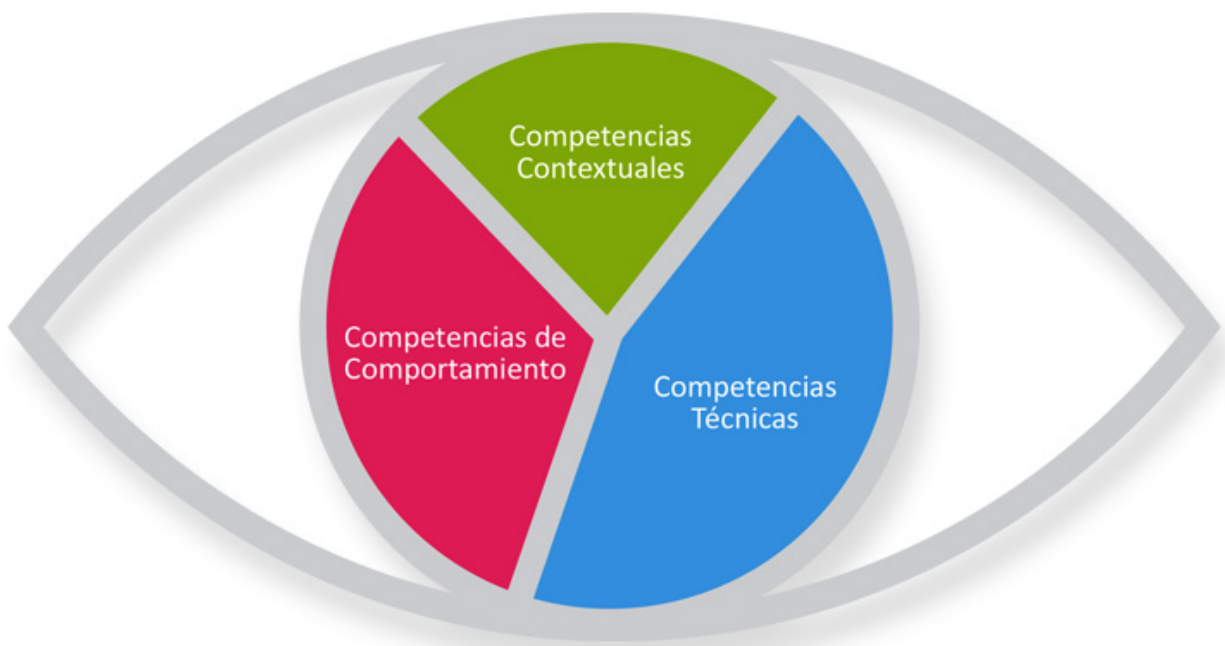 Competencias
Contextuales
Competencias de
Comportamiento
Competencias
Técnicas